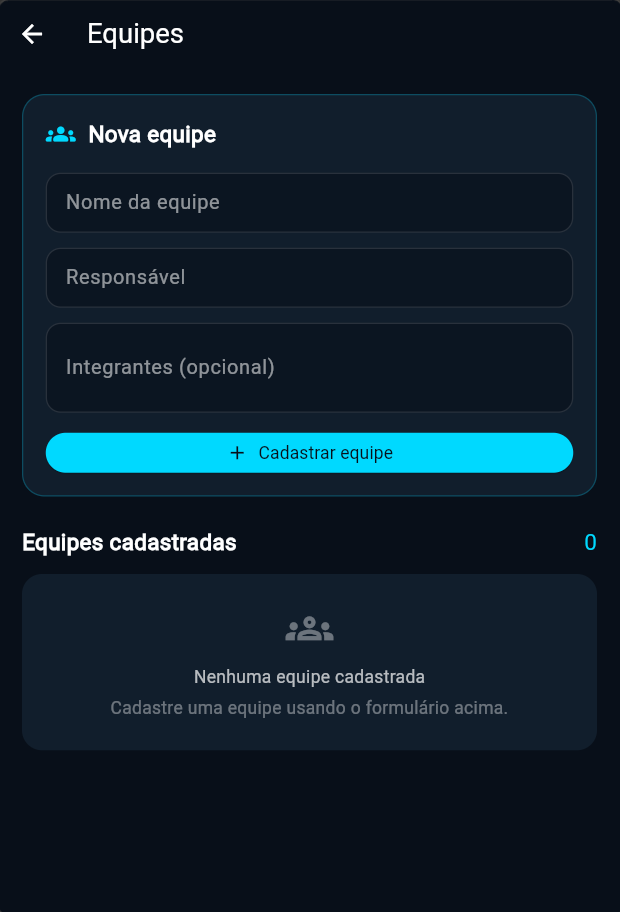 Equipes
Nova equipe
Nome da equipe
Responsável
Integrantes (opcional)
+ Cadastrar equipe
Equipes cadastradas 0
Nenhuma equipe cadastrada
Cadastre uma equipe usando o formulário acima.